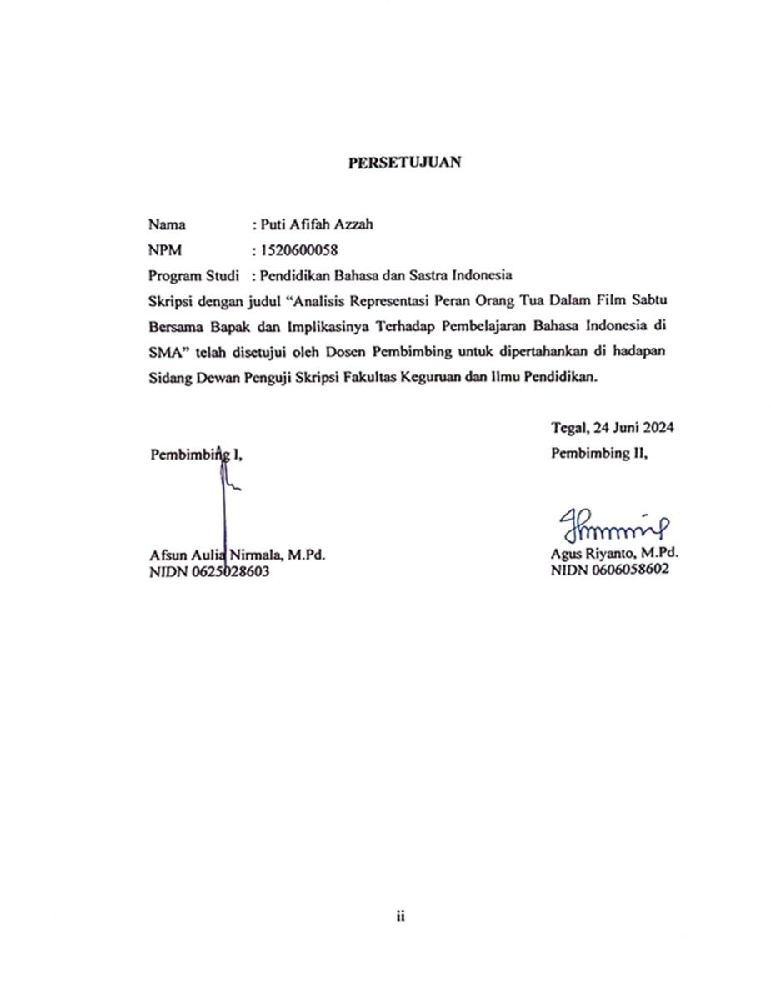 PERSETUJUAN
Nama : Puti Afifah Azzah
NPM : 1520600058
Program Studi : Pendidikan Bahasa dan Sastra Indonesia
Skripsi dengan judul “Analisis Representasi Peran Orang Tua Dalam Film Sabtu
Bersama Bapak dan Implikasinya Terhadap Pembelajaran Bahasa Indonesia di
SMA” telah disetujui oleh Dosen Pembimbing untuk dipertahankan di hadapan
Sidang Dewan Penguji Skripsi Fakultas Keguruan dan Ilmu Pendidikan.
Tegal, 24 Juni 2024
Pembimbing I, Pembimbing II,
Afsun Aulia Nirmala, M.Pd. Agus Riyanto, M.Pd.
NIDN 0625028603 NIDN 0606058602
ii